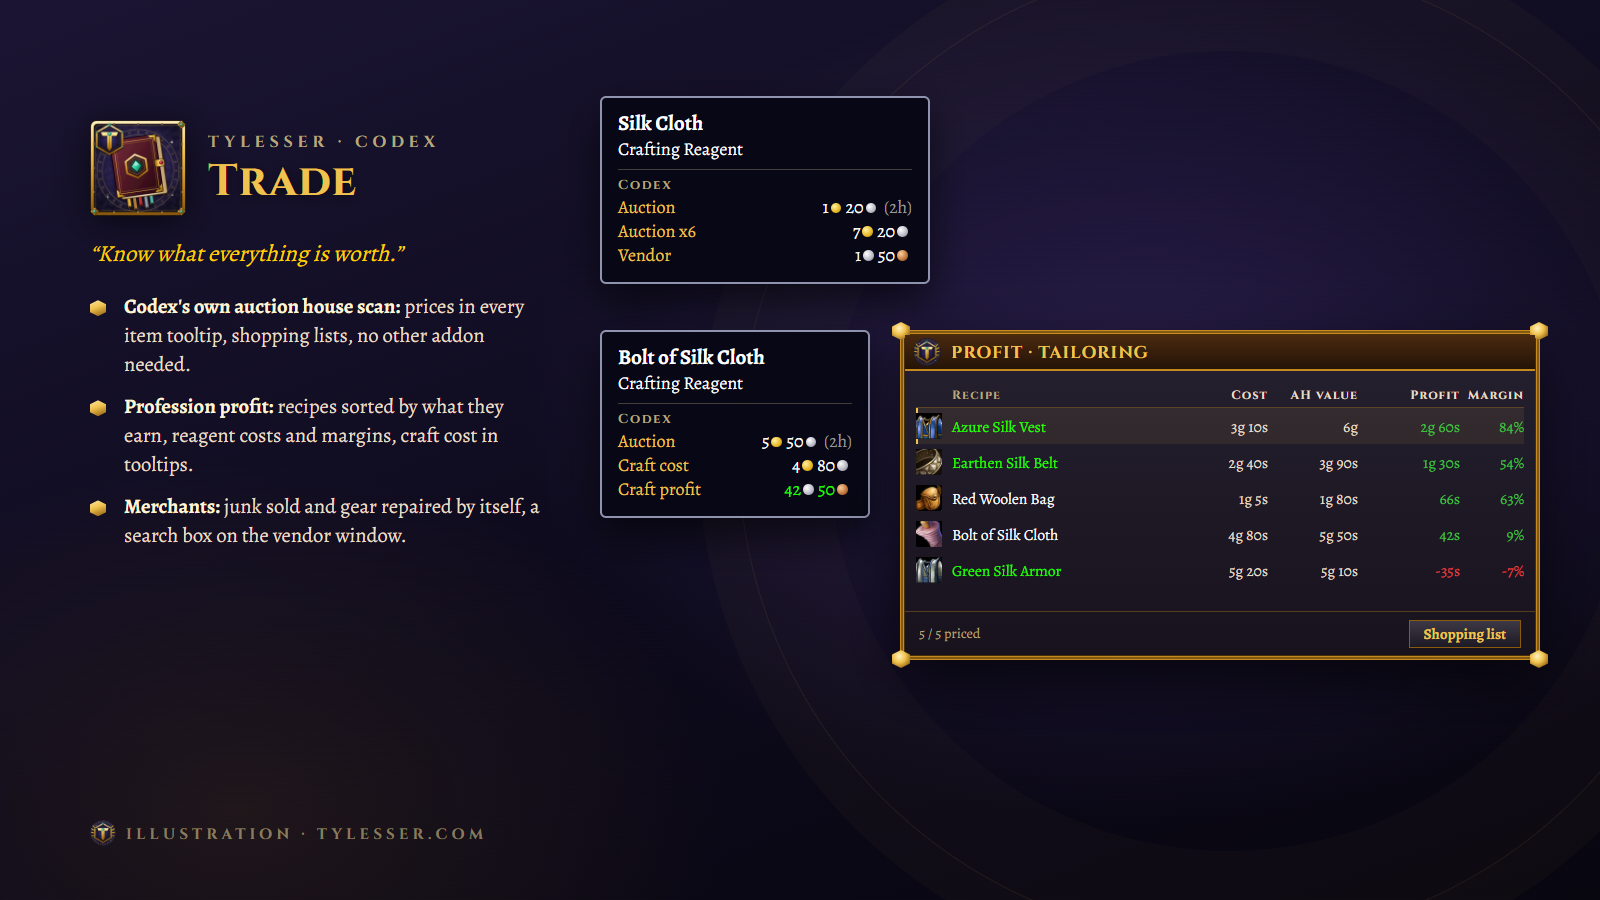 TYLESSER · CODEX
TRADE
“Know what everything is worth.”
Codex's own auction house scan: prices in every
item tooltip, shopping lists, no other addon
needed.
Profession profit: recipes sorted by what they
earn, reagent costs and margins, craft cost in
tooltips.
Merchants: junk sold and gear repaired by itself, a
search box on the vendor window.
Silk Cloth
Crafting Reagent
CODEX
Auction 1 20 (2h)
Auction x6 7 20
Vendor 1 50
Bolt of Silk Cloth
Crafting Reagent
CODEX
Auction 5 50 (2h)
Craft cost 4 80
Craft profit 42 50
PROFIT · TAILORING
RECIPE COST AH VALUE PROFIT MARGIN
Azure Silk Vest 3g 10s 6g 2g 60s 84%
Earthen Silk Belt 2g 40s 3g 90s 1g 30s 54%
Red Woolen Bag 1g 5s 1g 80s 66s 63%
Bolt of Silk Cloth 4g 80s 5g 50s 42s 9%
Green Silk Armor 5g 20s 5g 10s -35s -7%
5 / 5 priced Shopping list
ILLUSTRATION · TYLESSER.COM